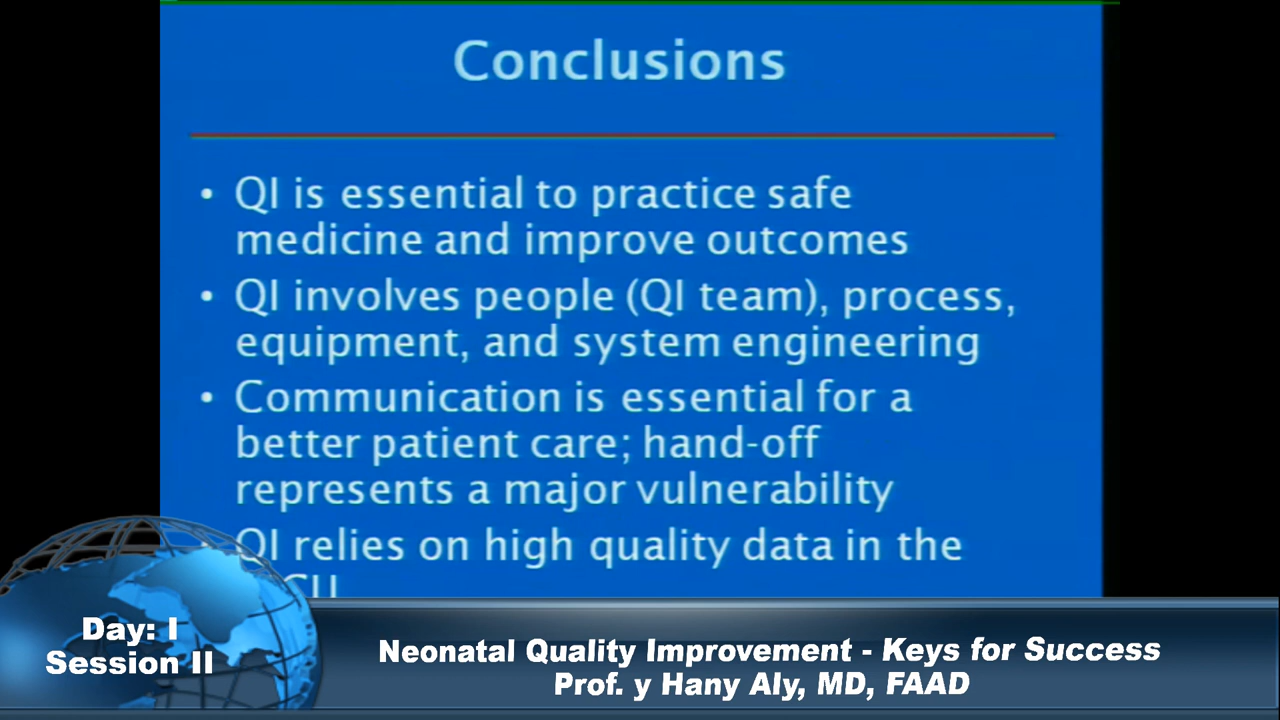 Conclusions
• QI is essential to practice safe
medicine and improve outcomes
• QI involves people (QI team), process,
equipment, and system engineering
• Communication is essential for a
better patient care; hand-off
represents a major vulnerability
• QI relies on high quality data in the
Day: I
Session II
Neonatal Quality Improvement - Keys for Success
Prof. y Hany Aly, MD, FAAD